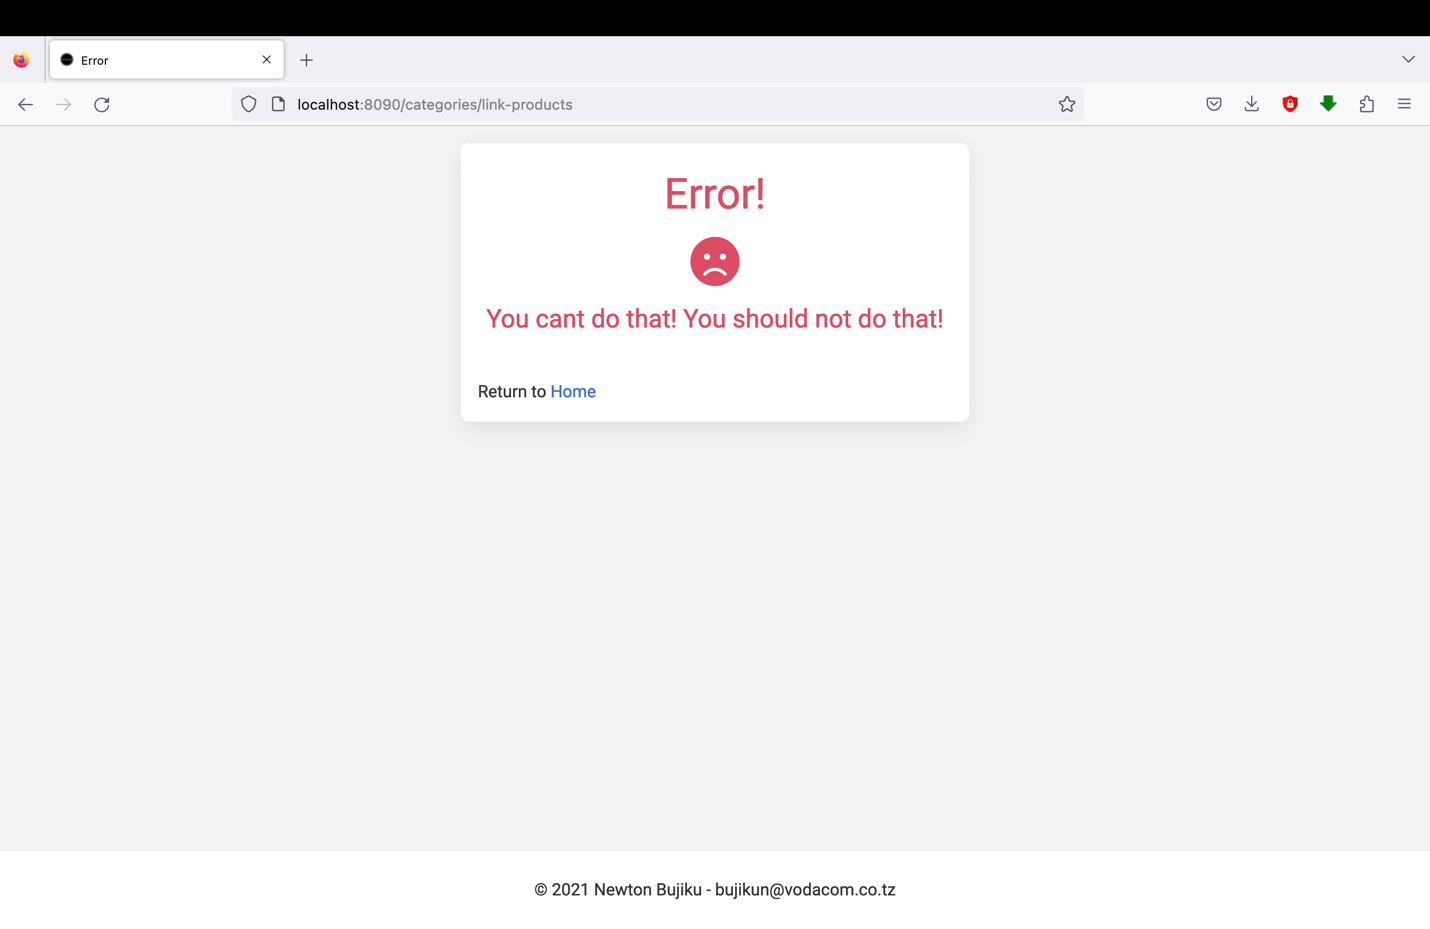 Error
localhost:8090/categories/link-products
Error!
You cant do that! You should not do that!
Return to Home
© 2021 Newton Bujiku - bujikun@vodacom.co.tz